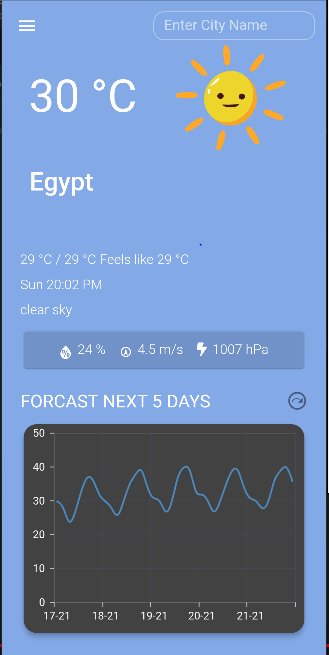 Enter City Name
30 °C
Egypt
29 °C / 29 °C Feels like 29 °C
Sun 20:02 PM
clear sky
% 24 % 4.5 m/s 1007 hPa
FORCAST NEXT 5 DAYS
50
40
30
20
10
0
17-21 18-21 19-21 20-21 21-21